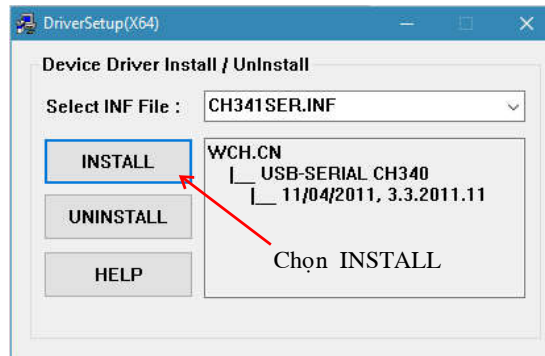 DriverSetup(X64)
Device Driver Install / UnInstall
Select INF File : CH341SER.INF
INSTALL
UNINSTALL
HELP
WCH.CN
|__ USB-SERIAL CH340
|__ 11/04/2011, 3.3.2011.11
Chọn INSTALL